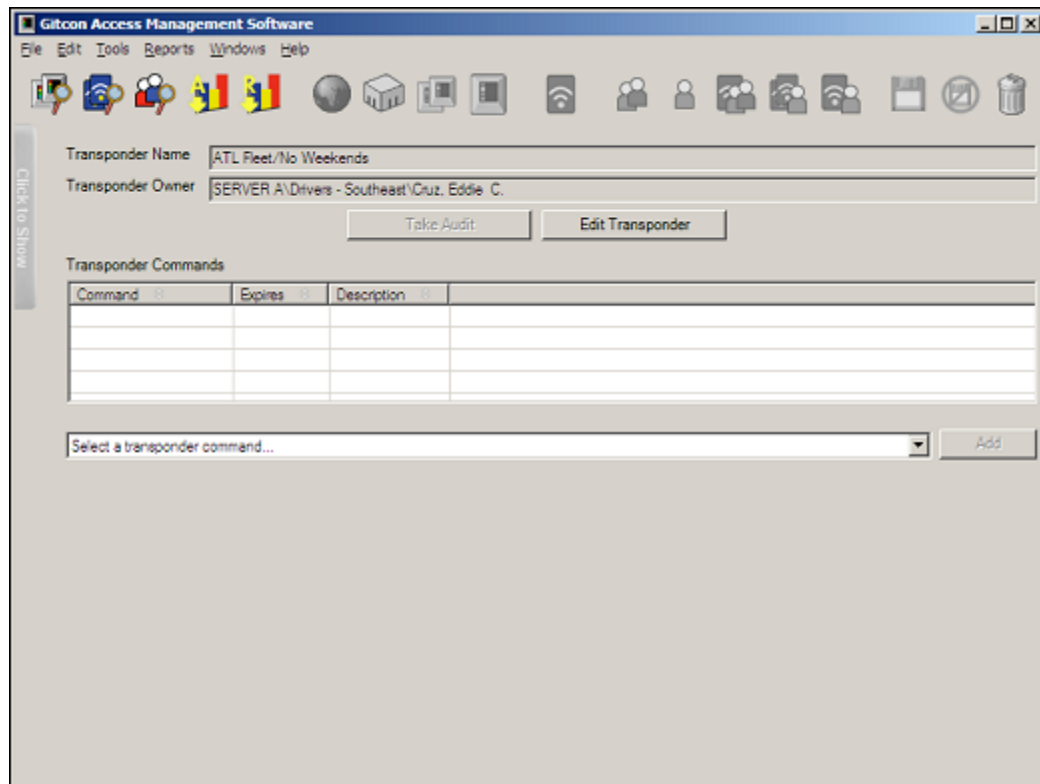 Gitcon Access Management Software
File Edit Tools Reports Windows Help
Click to Show
Transponder Name ATL Fleet/No Weekends
Transponder Owner SERVER A\Drivers - Southeast\Cruz, Eddie C.
Take Audit Edit Transponder
Transponder Commands
Command Expires Description
Select a transponder command... Add